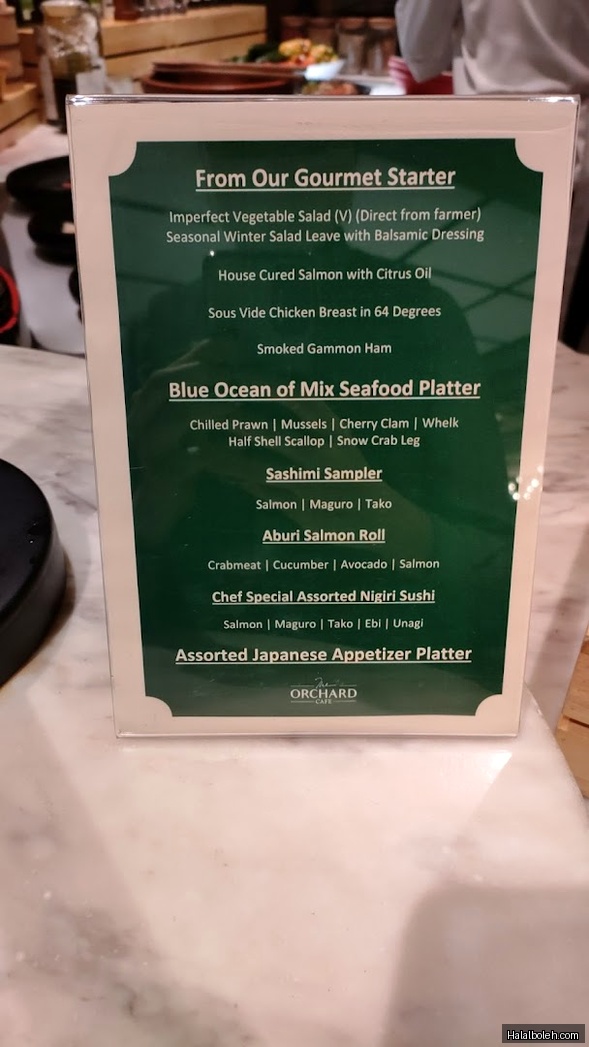 From Our Gourmet Starter
Imperfect Vegetable Salad (V) (Direct from farmer)
Seasonal Winter Salad Leave with Balsamic Dressing
House Cured Salmon with Citrus Oil
Sous Vide Chicken Breast in 64 Degrees
Smoked Gammon Ham
Blue Ocean of Mix Seafood Platter
Chilled Prawn | Mussels | Cherry Clam | Whelk
Half Shell Scallop | Snow Crab Leg
Sashimi Sampler
Salmon | Maguro | Tako
Aburi Salmon Roll
Crabmeat | Cucumber | Avocado | Salmon
Chef Special Assorted Nigiri Sushi
Salmon | Maguro | Tako | Ebi | Unagi
Assorted Japanese Appetizer Platter
The
ORCHARD
CAFE
Halalboleh.com